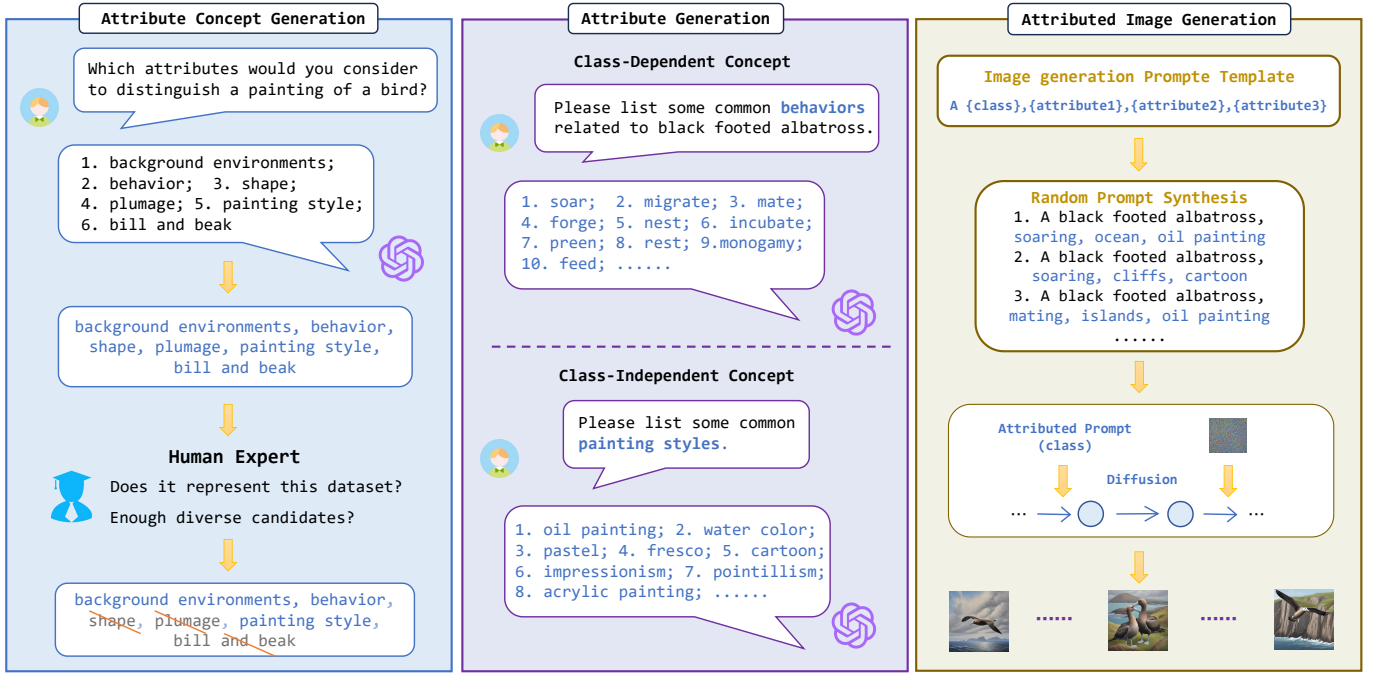 Attribute Concept Generation
Which attributes would you consider
to distinguish a painting of a bird?
1. background environments;
2. behavior; 3. shape;
4. plumage; 5. painting style;
6. bill and beak
background environments, behavior,
shape, plumage, painting style,
bill and beak
Human Expert
Does it represent this dataset?
Enough diverse candidates?
background environments, behavior,
shape, plumage, painting style,
bill and beak
Attribute Generation
Class-Dependent Concept
Please list some common behaviors
related to black footed albatross.
1. soar; 2. migrate; 3. mate;
4. forge; 5. nest; 6. incubate;
7. preen; 8. rest; 9.monogamy;
10. feed; ......
Class-Independent Concept
Please list some common
painting styles.
1. oil painting; 2. water color;
3. pastel; 4. fresco; 5. cartoon;
6. impressionism; 7. pointillism;
8. acrylic painting; ......
Attributed Image Generation
Image generation Prompte Template
A {class},{attribute1},{attribute2},{attribute3}
Random Prompt Synthesis
1. A black footed albatross,
soaring, ocean, oil painting
2. A black footed albatross,
soaring, cliffs, cartoon
3. A black footed albatross,
mating, islands, oil painting
......
Attributed Prompt
(class)
Diffusion
... ...
...... ......